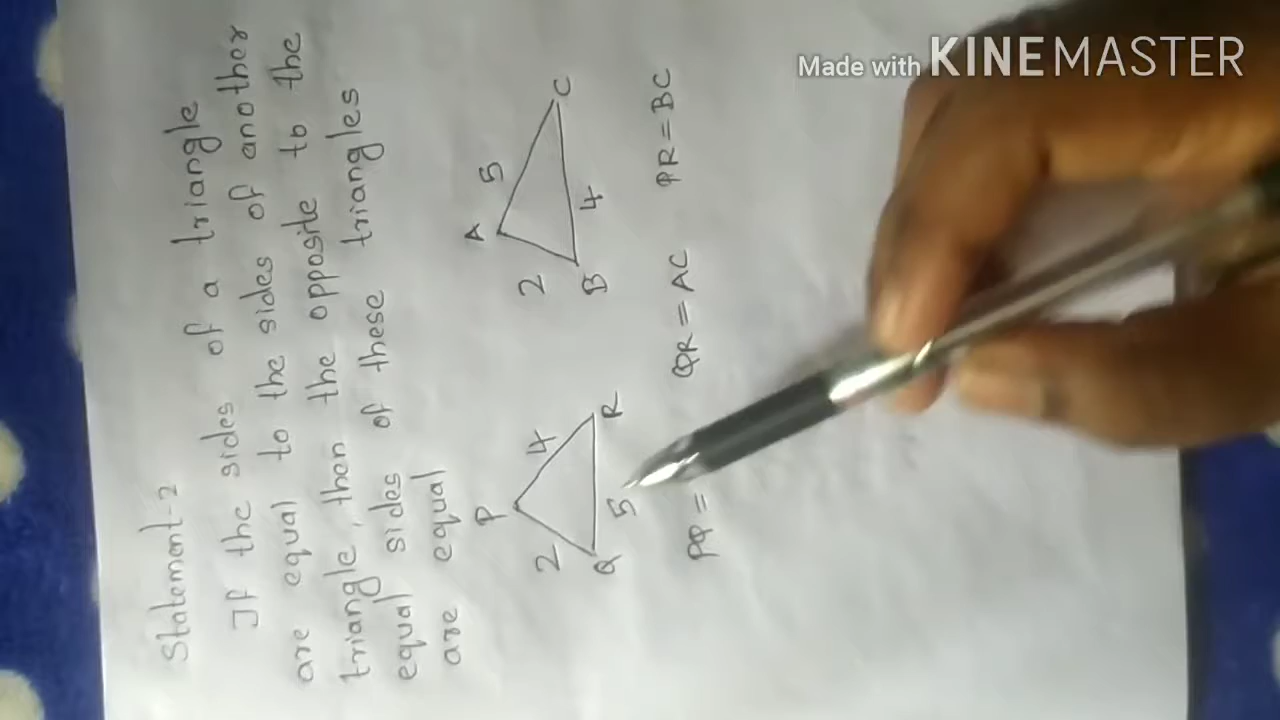 Made with KINEMASTER
Statement-2
If the sides of a triangle
are equal to the sides of another
triangle, then the opposite to the
equal sides of these triangles
are equal
P
2
4
Q
R
5
A
2
5
B
C
4
PQ =
QR = AC
PR = BC